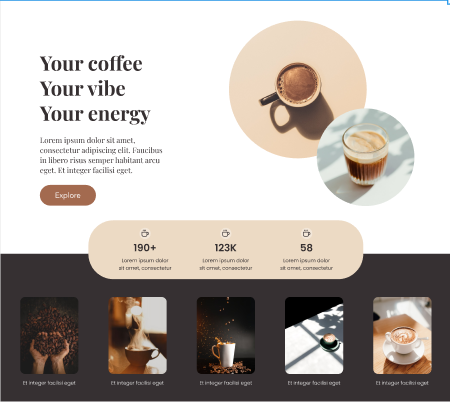 Your coffee
Your vibe
Your energy
Lorem ipsum dolor sit amet,
consectetur adipiscing elit. Faucibus
in libero risus semper habitant arcu
eget. Et integer facilisi eget.
Explore
190+
Lorem ipsum dolor
sit amet, consectetur
123K
Lorem ipsum dolor
sit amet, consectetur
58
Lorem ipsum dolor
sit amet, consectetur
Et integer facilisi eget
Et integer facilisi eget
Et integer facilisi eget
Et integer facilisi eget
Et integer facilisi eget